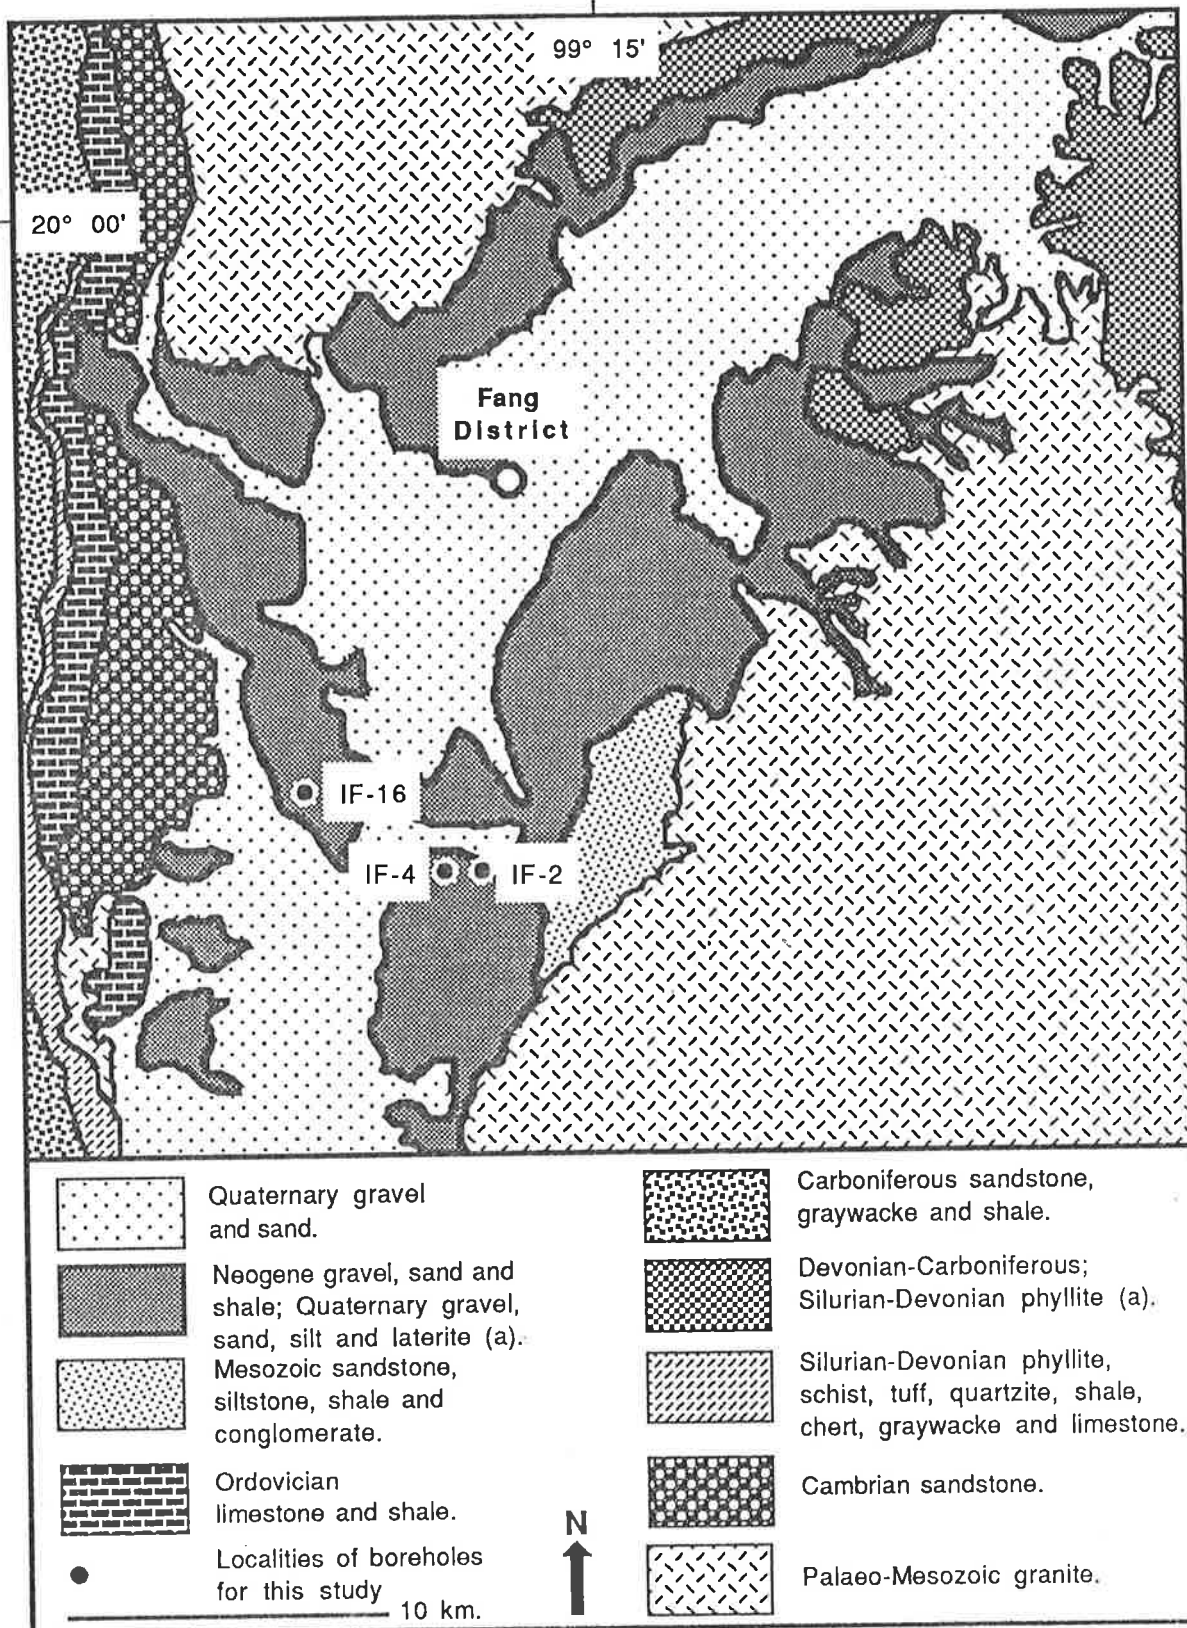 99° 15'
20° 00'
Fang
District
IF-16
IF-4
IF-2
Quaternary gravel
and sand.
Neogene gravel, sand and
shale; Quaternary gravel,
sand, silt and laterite (a).
Mesozoic sandstone,
siltstone, shale and
conglomerate.
Ordovician
limestone and shale.
Localities of boreholes
for this study
10 km.
N
Carboniferous sandstone,
graywacke and shale.
Devonian-Carboniferous;
Silurian-Devonian phyllite (a).
Silurian-Devonian phyllite,
schist, tuff, quartzite, shale,
chert, graywacke and limestone.
Cambrian sandstone.
Palaeo-Mesozoic granite.